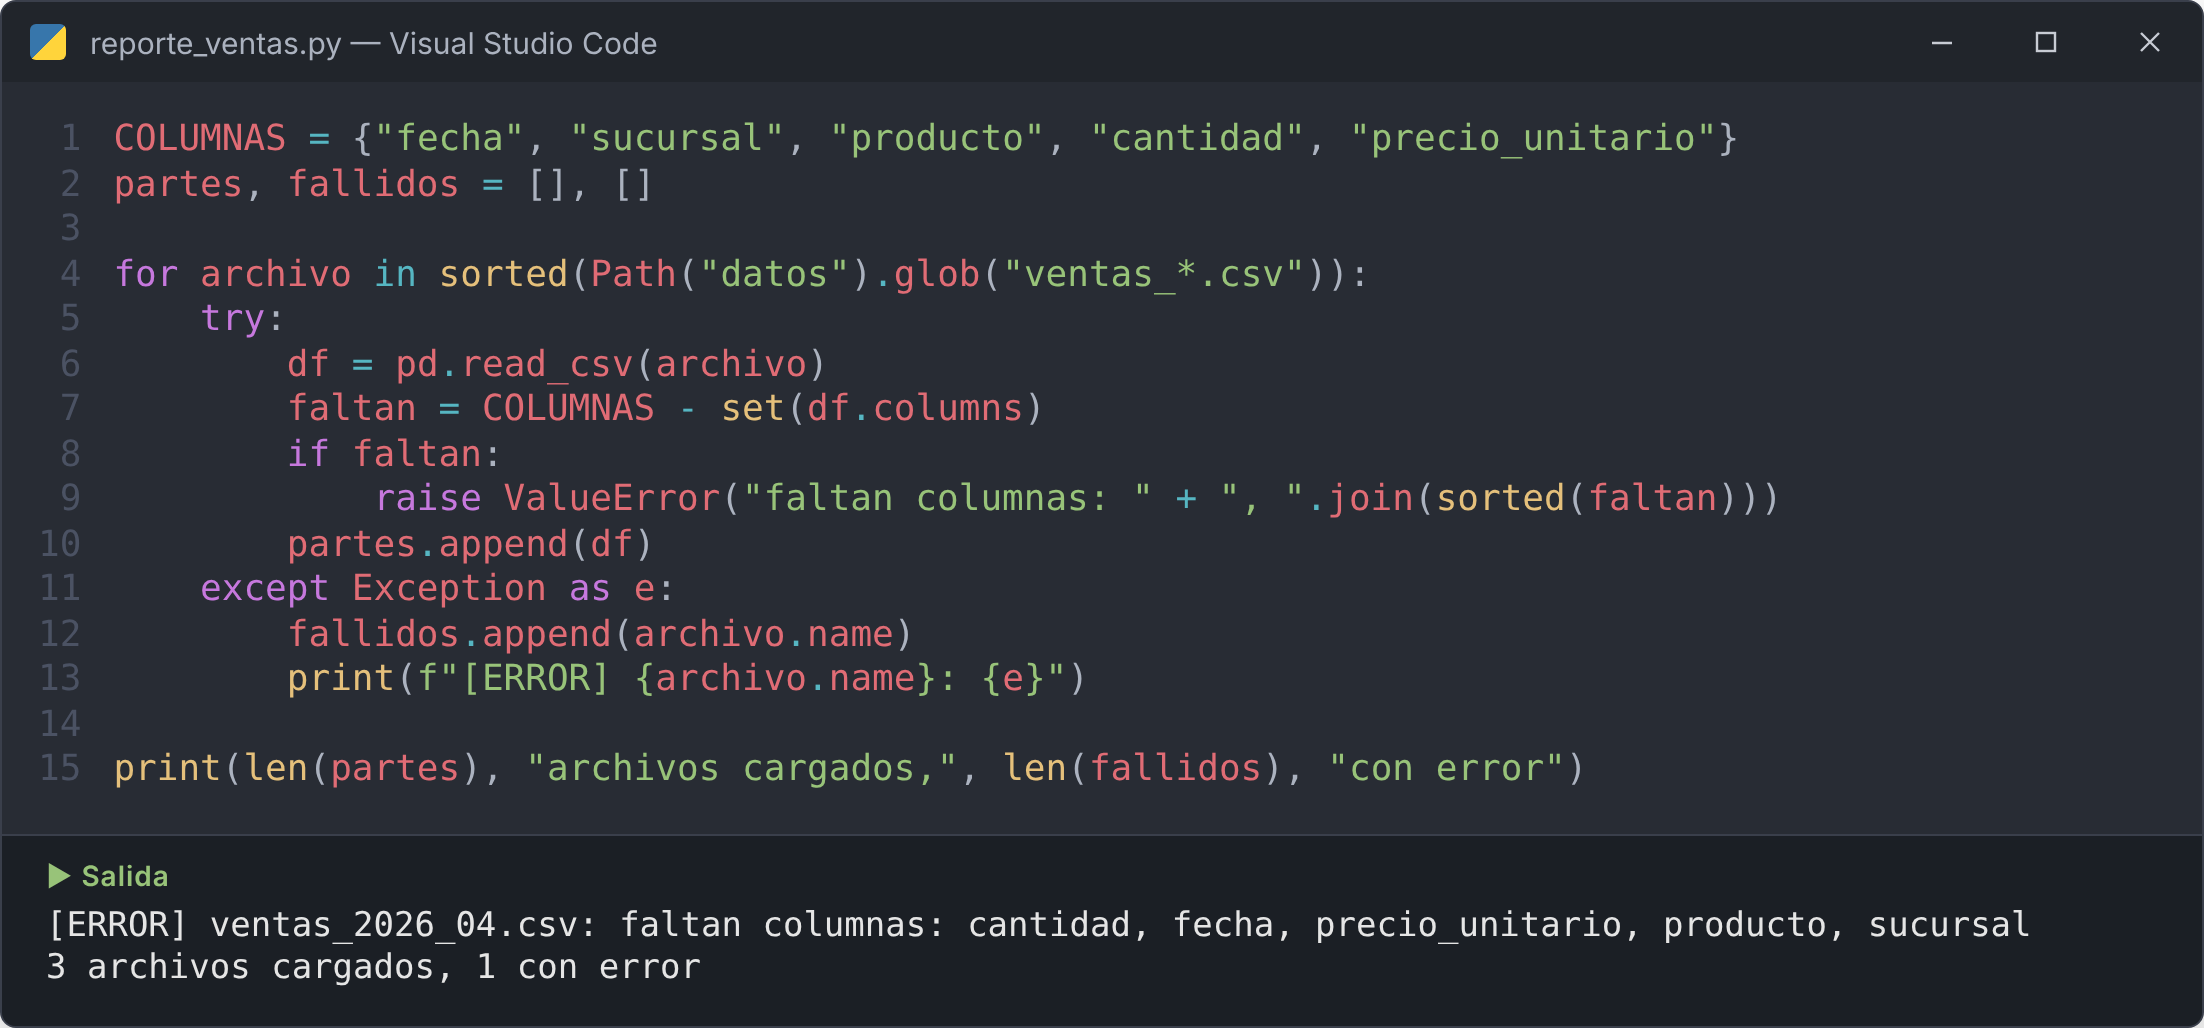 reporte_ventas.py — Visual Studio Code
1 COLUMNAS = {"fecha", "sucursal", "producto", "cantidad", "precio_unitario"}
2 partes, fallidos = [], []
3
4 for archivo in sorted(Path("datos").glob("ventas_*.csv")):
5     try:
6         df = pd.read_csv(archivo)
7         faltan = COLUMNAS - set(df.columns)
8         if faltan:
9             raise ValueError("faltan columnas: " + ", ".join(sorted(faltan)))
10         partes.append(df)
11     except Exception as e:
12         fallidos.append(archivo.name)
13         print(f"[ERROR] {archivo.name}: {e}")
14
15 print(len(partes), "archivos cargados,", len(fallidos), "con error")
▶ Salida
[ERROR] ventas_2026_04.csv: faltan columnas: cantidad, fecha, precio_unitario, producto, sucursal
3 archivos cargados, 1 con error